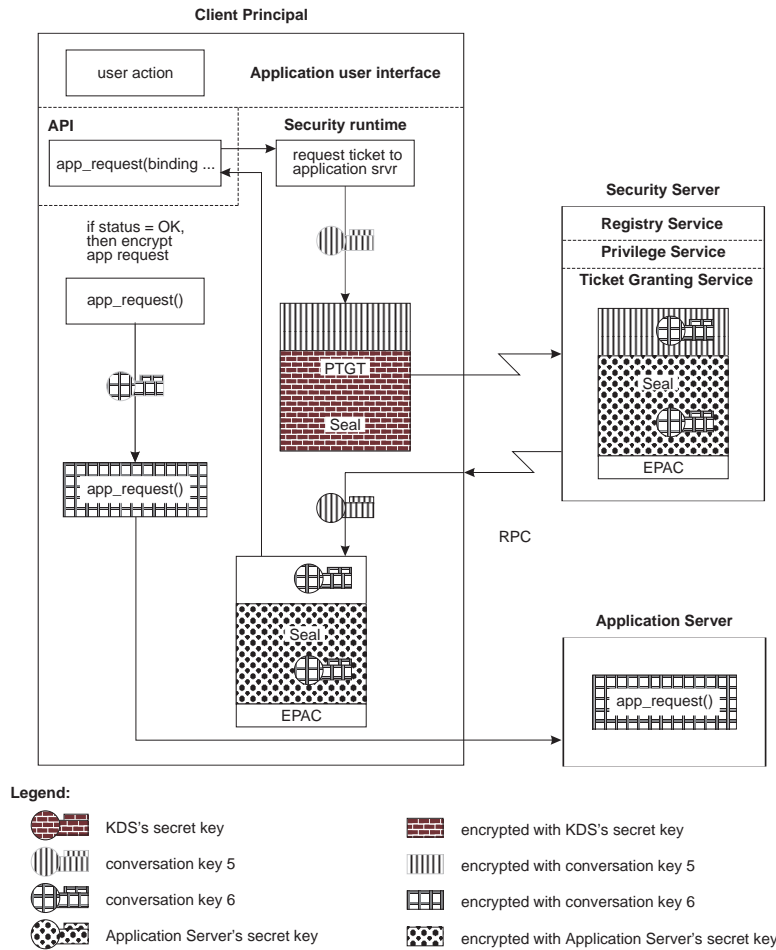 Client Principal
user action
Application user interface
API
Security runtime
app_request(binding ...
request ticket to
application srvr
if status = OK,
then encrypt
app request
app_request()
PTGT
Seal
app_request()
Seal
EPAC
Security Server
Registry Service
Privilege Service
Ticket Granting Service
Seal
EPAC
RPC
Application Server
app_request()
Legend:
KDS's secret key
encrypted with KDS's secret key
conversation key 5
encrypted with conversation key 5
conversation key 6
encrypted with conversation key 6
Application Server's secret key
encrypted with Application Server's secret key